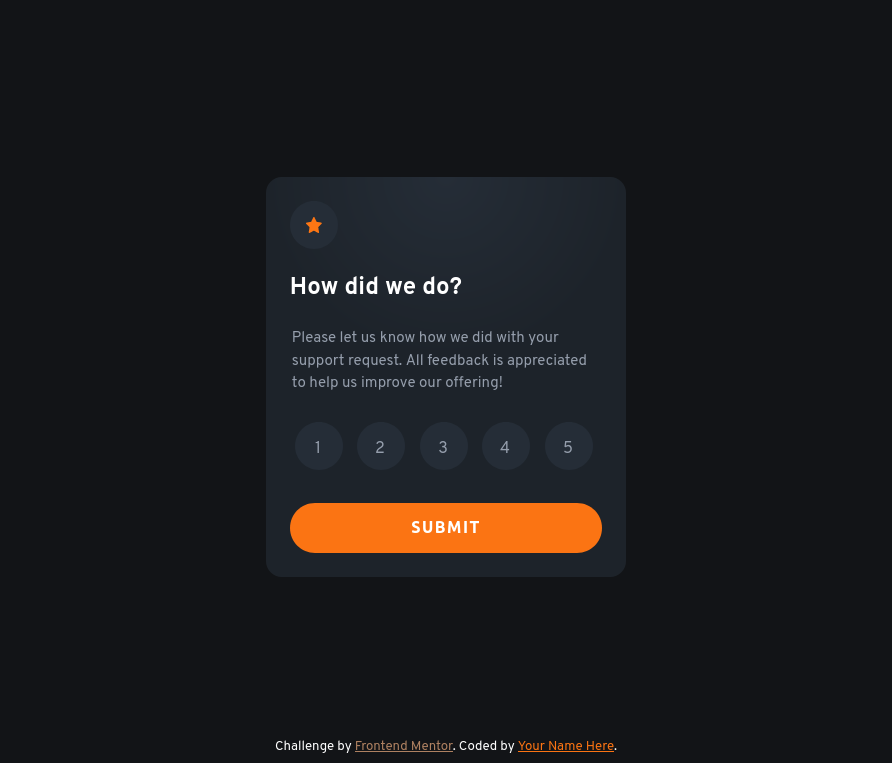 How did we do?
Please let us know how we did with your
support request. All feedback is appreciated
to help us improve our offering!
1 2 3 4 5
SUBMIT
Challenge by Frontend Mentor. Coded by Your Name Here.